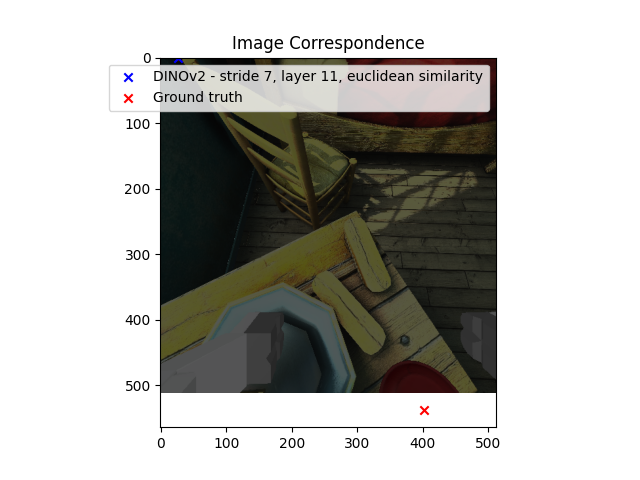 Image Correspondence
DINOv2 - stride 7, layer 11, euclidean similarity
Ground truth
0
100
200
300
400
500
0 100 200 300 400 500